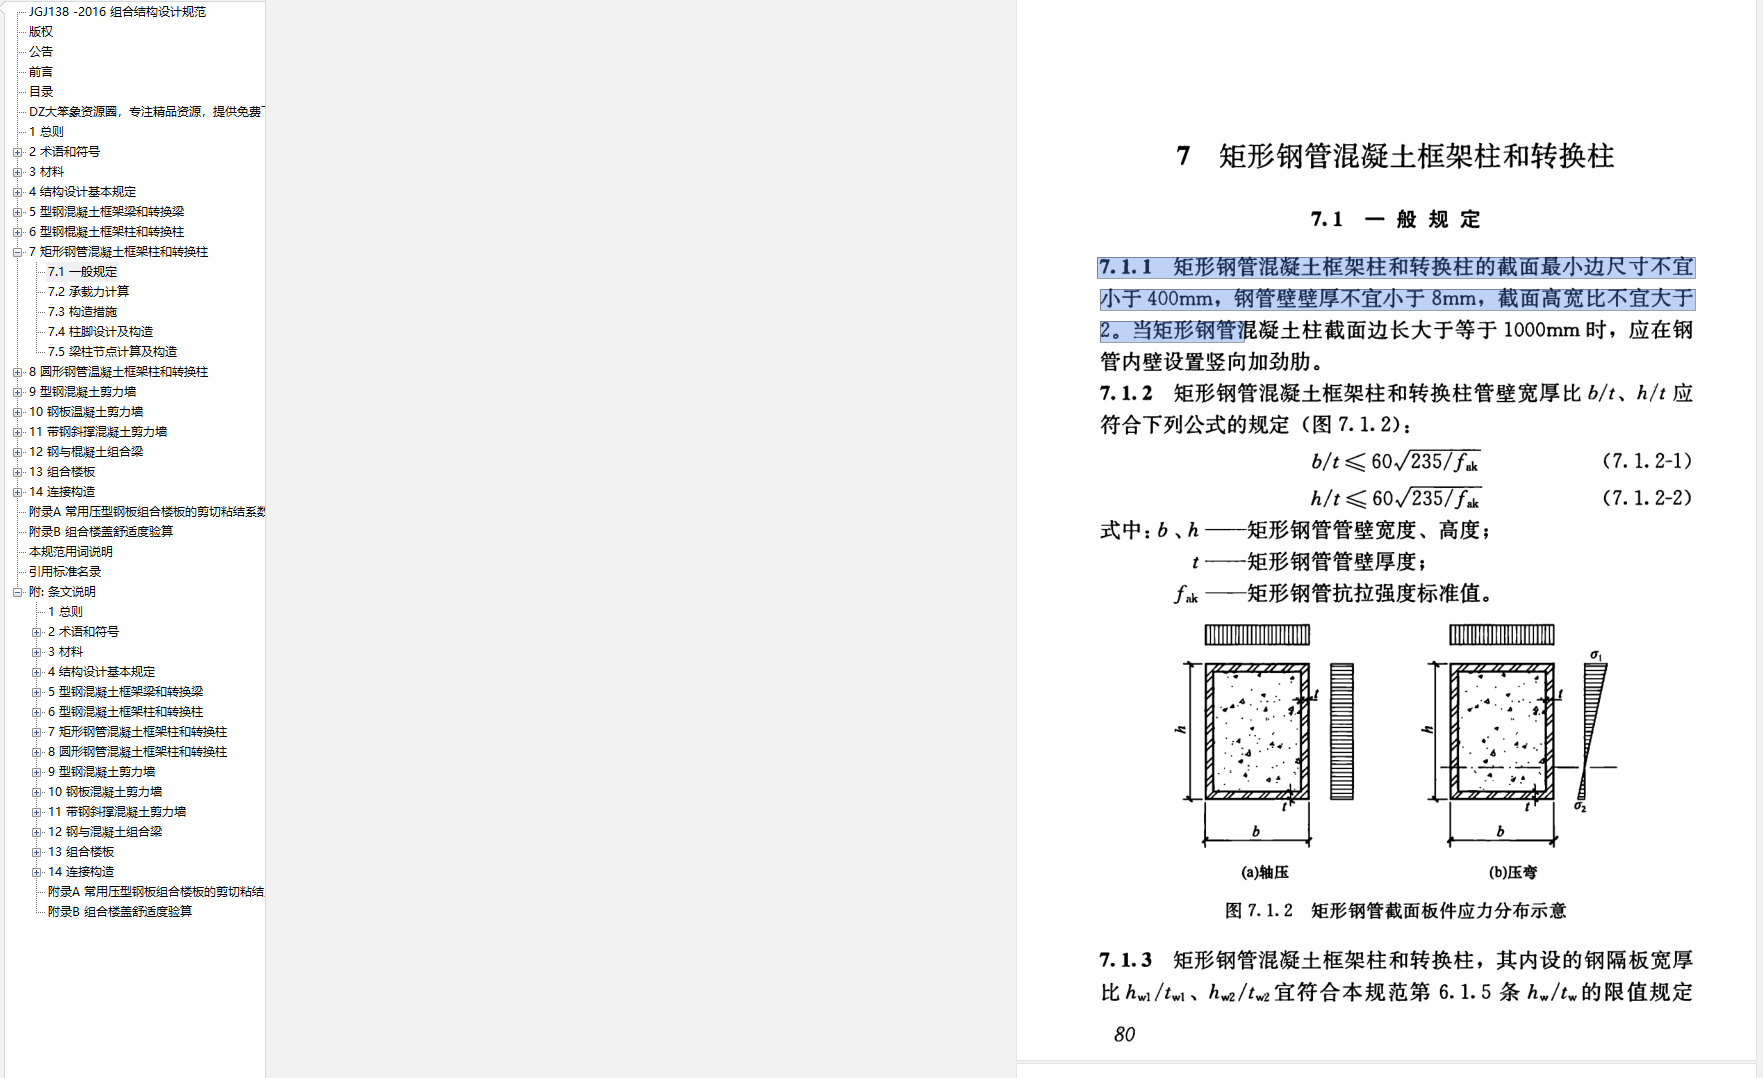 JGJ138 -2016 组合结构设计规范
版权
公告
前言
目录
DZ大笨象资源圈，专注精品资源，提供免费
1 总则
2 术语和符号
3 材料
4 结构设计基本规定
5 型钢混凝土框架梁和转换梁
6 型钢棍凝土框架柱和转换柱
7 矩形钢管混凝土框架柱和转换柱
7.1 一般规定
7.2 承载力计算
7.3 构造措施
7.4 柱脚设计及构造
7.5 梁柱节点计算及构造
8 圆形钢管温凝土框架柱和转换柱
9 型钢混凝土剪力墙
10 钢板温凝土剪力墙
11 带钢斜撑混凝土剪力墙
12 钢与棍凝土组合梁
13 组合楼板
14 连接构造
附录A 常用压型钢板组合楼板的剪切粘结系数
附录B 组合楼盖舒适度验算
本规范用词说明
引用标准名录
附: 条文说明
1 总则
2 术语和符号
3 材料
4 结构设计基本规定
5 型钢混凝土框架梁和转换梁
6 型钢混凝土框架柱和转换柱
7 矩形钢管混凝土框架柱和转换柱
8 圆形钢管混凝土框架柱和转换柱
9 型钢混凝土剪力墙
10 钢板混凝土剪力墙
11 带钢斜撑混凝土剪力墙
12 钢与混凝土组合梁
13 组合楼板
14 连接构造
附录A 常用压型钢板组合楼板的剪切粘结
附录B 组合楼盖舒适度验算
7 矩形钢管混凝土框架柱和转换柱
7.1 一般规定
7.1.1 矩形钢管混凝土框架柱和转换柱的截面最小边尺寸不宜
小于 400mm，钢管壁壁厚不宜小于 8mm，截面高宽比不宜大于
2。当矩形钢管混凝土柱截面边长大于等于 1000mm 时，应在钢
管内壁设置竖向加劲肋。
7.1.2 矩形钢管混凝土框架柱和转换柱管壁宽厚比 b/t、h/t 应
符合下列公式的规定（图 7.1.2）：
b/t ≤ 60√235/fak (7.1.2-1)
h/t ≤ 60√235/fak (7.1.2-2)
式中：b、h ——矩形钢管管壁宽度、高度；
t ——矩形钢管管壁厚度；
fak ——矩形钢管抗拉强度标准值。
σ1
t t
h h
σ2
t t
b b
(a)轴压 (b)压弯
图 7.1.2 矩形钢管截面板件应力分布示意
7.1.3 矩形钢管混凝土框架柱和转换柱，其内设的钢隔板宽厚
比 hw1/tw1、hw2/tw2 宜符合本规范第 6.1.5 条 hw/tw 的限值规定
80